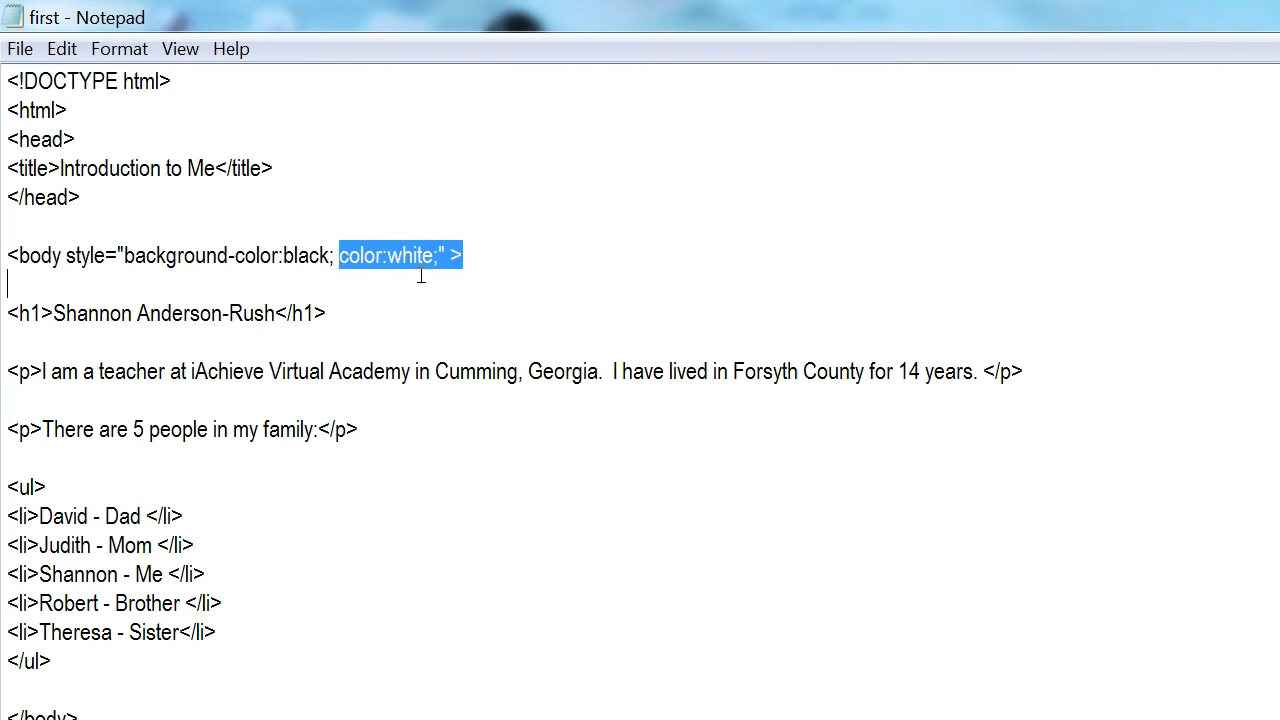 first - Notepad
File Edit Format View Help
<!DOCTYPE html>
<html>
<head>
<title>Introduction to Me</title>
</head>
<body style="background-color:black; color:white;" >
<h1>Shannon Anderson-Rush</h1>
<p>I am a teacher at iAchieve Virtual Academy in Cumming, Georgia.  I have lived in Forsyth County for 14 years. </p>
<p>There are 5 people in my family:</p>
<ul>
<li>David - Dad </li>
<li>Judith - Mom </li>
<li>Shannon - Me </li>
<li>Robert - Brother </li>
<li>Theresa - Sister</li>
</ul>
</body>